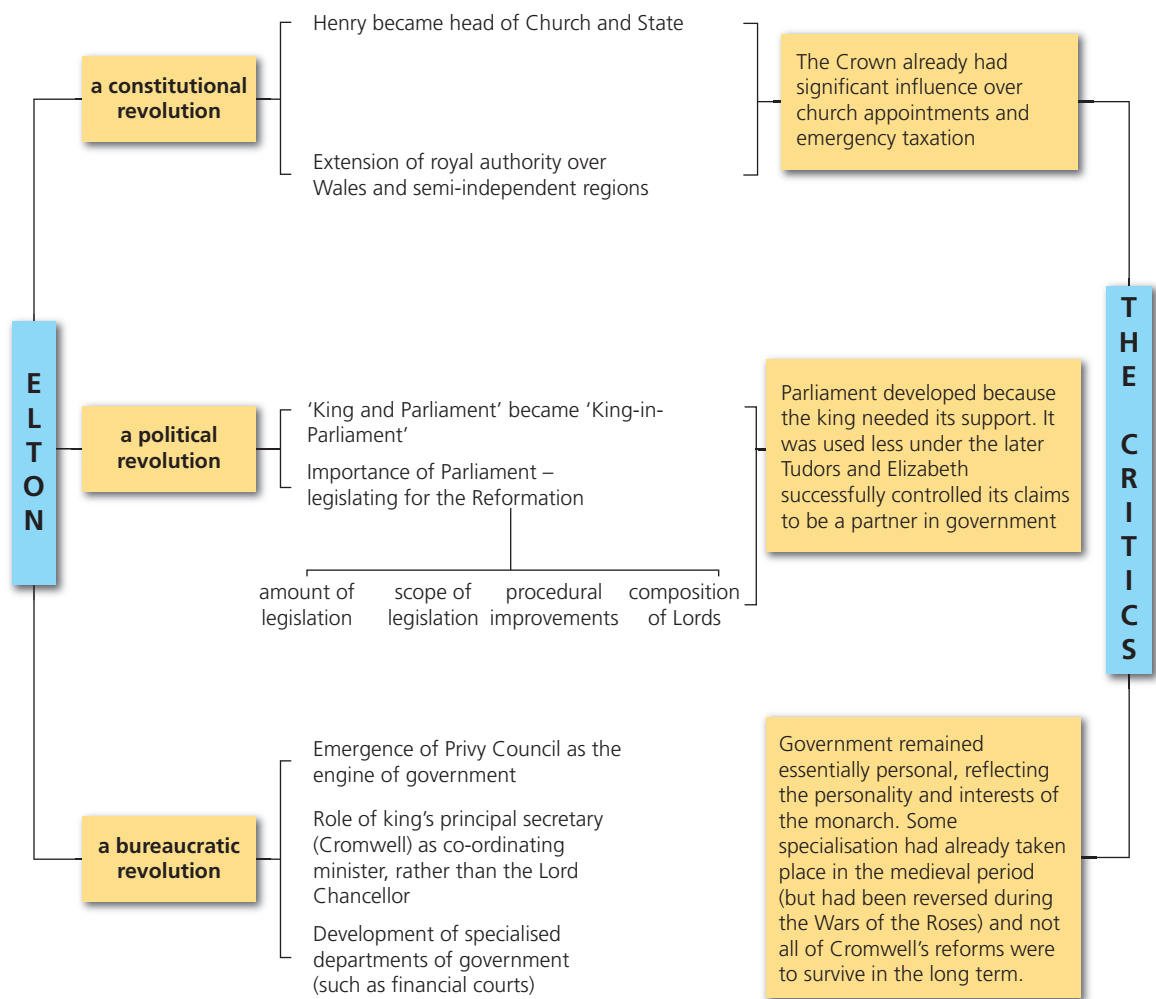 ELTON
a constitutional
revolution
Henry became head of Church and State
Extension of royal authority over
Wales and semi-independent regions
The Crown already had
significant influence over
church appointments and
emergency taxation
a political
revolution
‘King and Parliament’ became ‘King-in-
Parliament’
Importance of Parliament –
legislating for the Reformation
amount of
legislation
scope of
legislation
procedural
improvements
composition
of Lords
Parliament developed because
the king needed its support. It
was used less under the later
Tudors and Elizabeth
successfully controlled its claims
to be a partner in government
a bureaucratic
revolution
Emergence of Privy Council as the
engine of government
Role of king’s principal secretary
(Cromwell) as co-ordinating
minister, rather than the Lord
Chancellor
Development of specialised
departments of government
(such as financial courts)
Government remained
essentially personal, reflecting
the personality and interests of
the monarch. Some
specialisation had already taken
place in the medieval period
(but had been reversed during
the Wars of the Roses) and not
all of Cromwell’s reforms were
to survive in the long term.
THE CRITICS